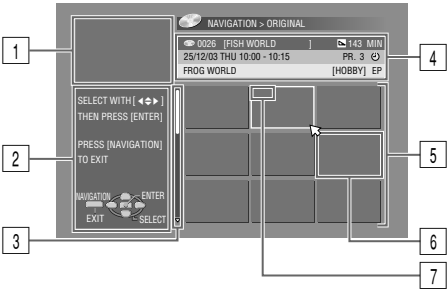 NAVIGATION > ORIGINAL
0026 [FISH WORLD ] 143 MIN
25/12/03 THU 10:00 - 10:15 PR. 3
FROG WORLD [HOBBY] EP
SELECT WITH [ ◄♦► ]
THEN PRESS [ENTER]
PRESS [NAVIGATION]
TO EXIT
NAVIGATION ENTER
EXIT SELECT
1
2
3
4
5
6
7